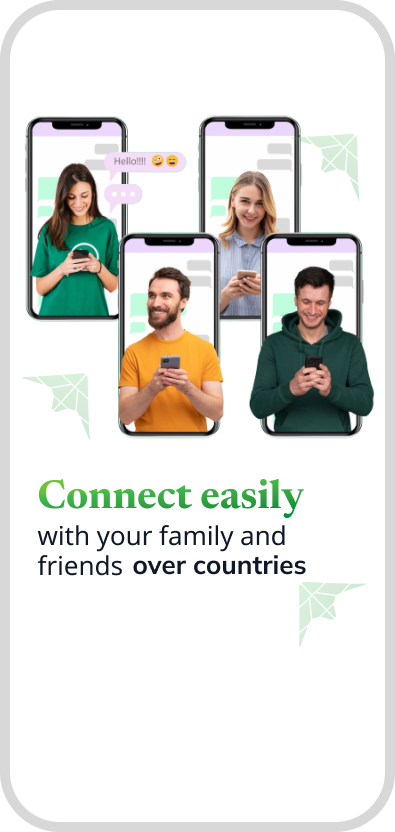 Hello!!!! 🤪😄
Connect easily
with your family and
friends over countries